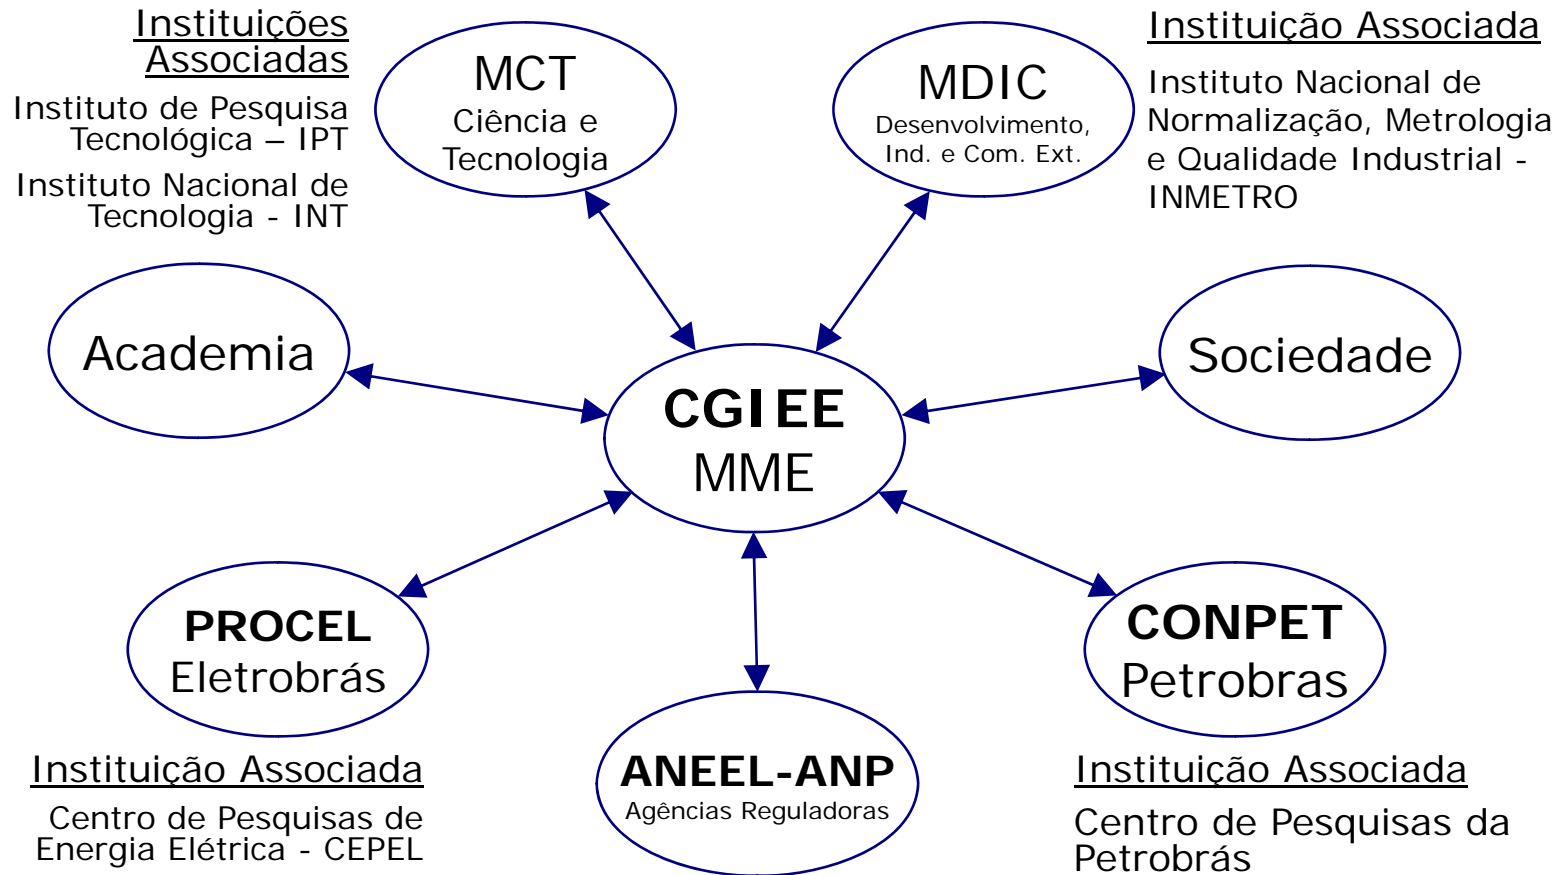 Instituições
Associadas
Instituto de Pesquisa
Tecnológica – IPT
Instituto Nacional de
Tecnologia - INT
MCT
Ciência e
Tecnologia
MDIC
Desenvolvimento,
Ind. e Com. Ext.
Instituição Associada
Instituto Nacional de
Normalização, Metrologia
e Qualidade Industrial -
INMETRO
Academia
Sociedade
CGIEE
MME
PROCEL
Eletrobrás
CONPET
Petrobras
ANEEL-ANP
Agências Reguladoras
Instituição Associada
Centro de Pesquisas de
Energia Elétrica - CEPEL
Instituição Associada
Centro de Pesquisas da
Petrobrás